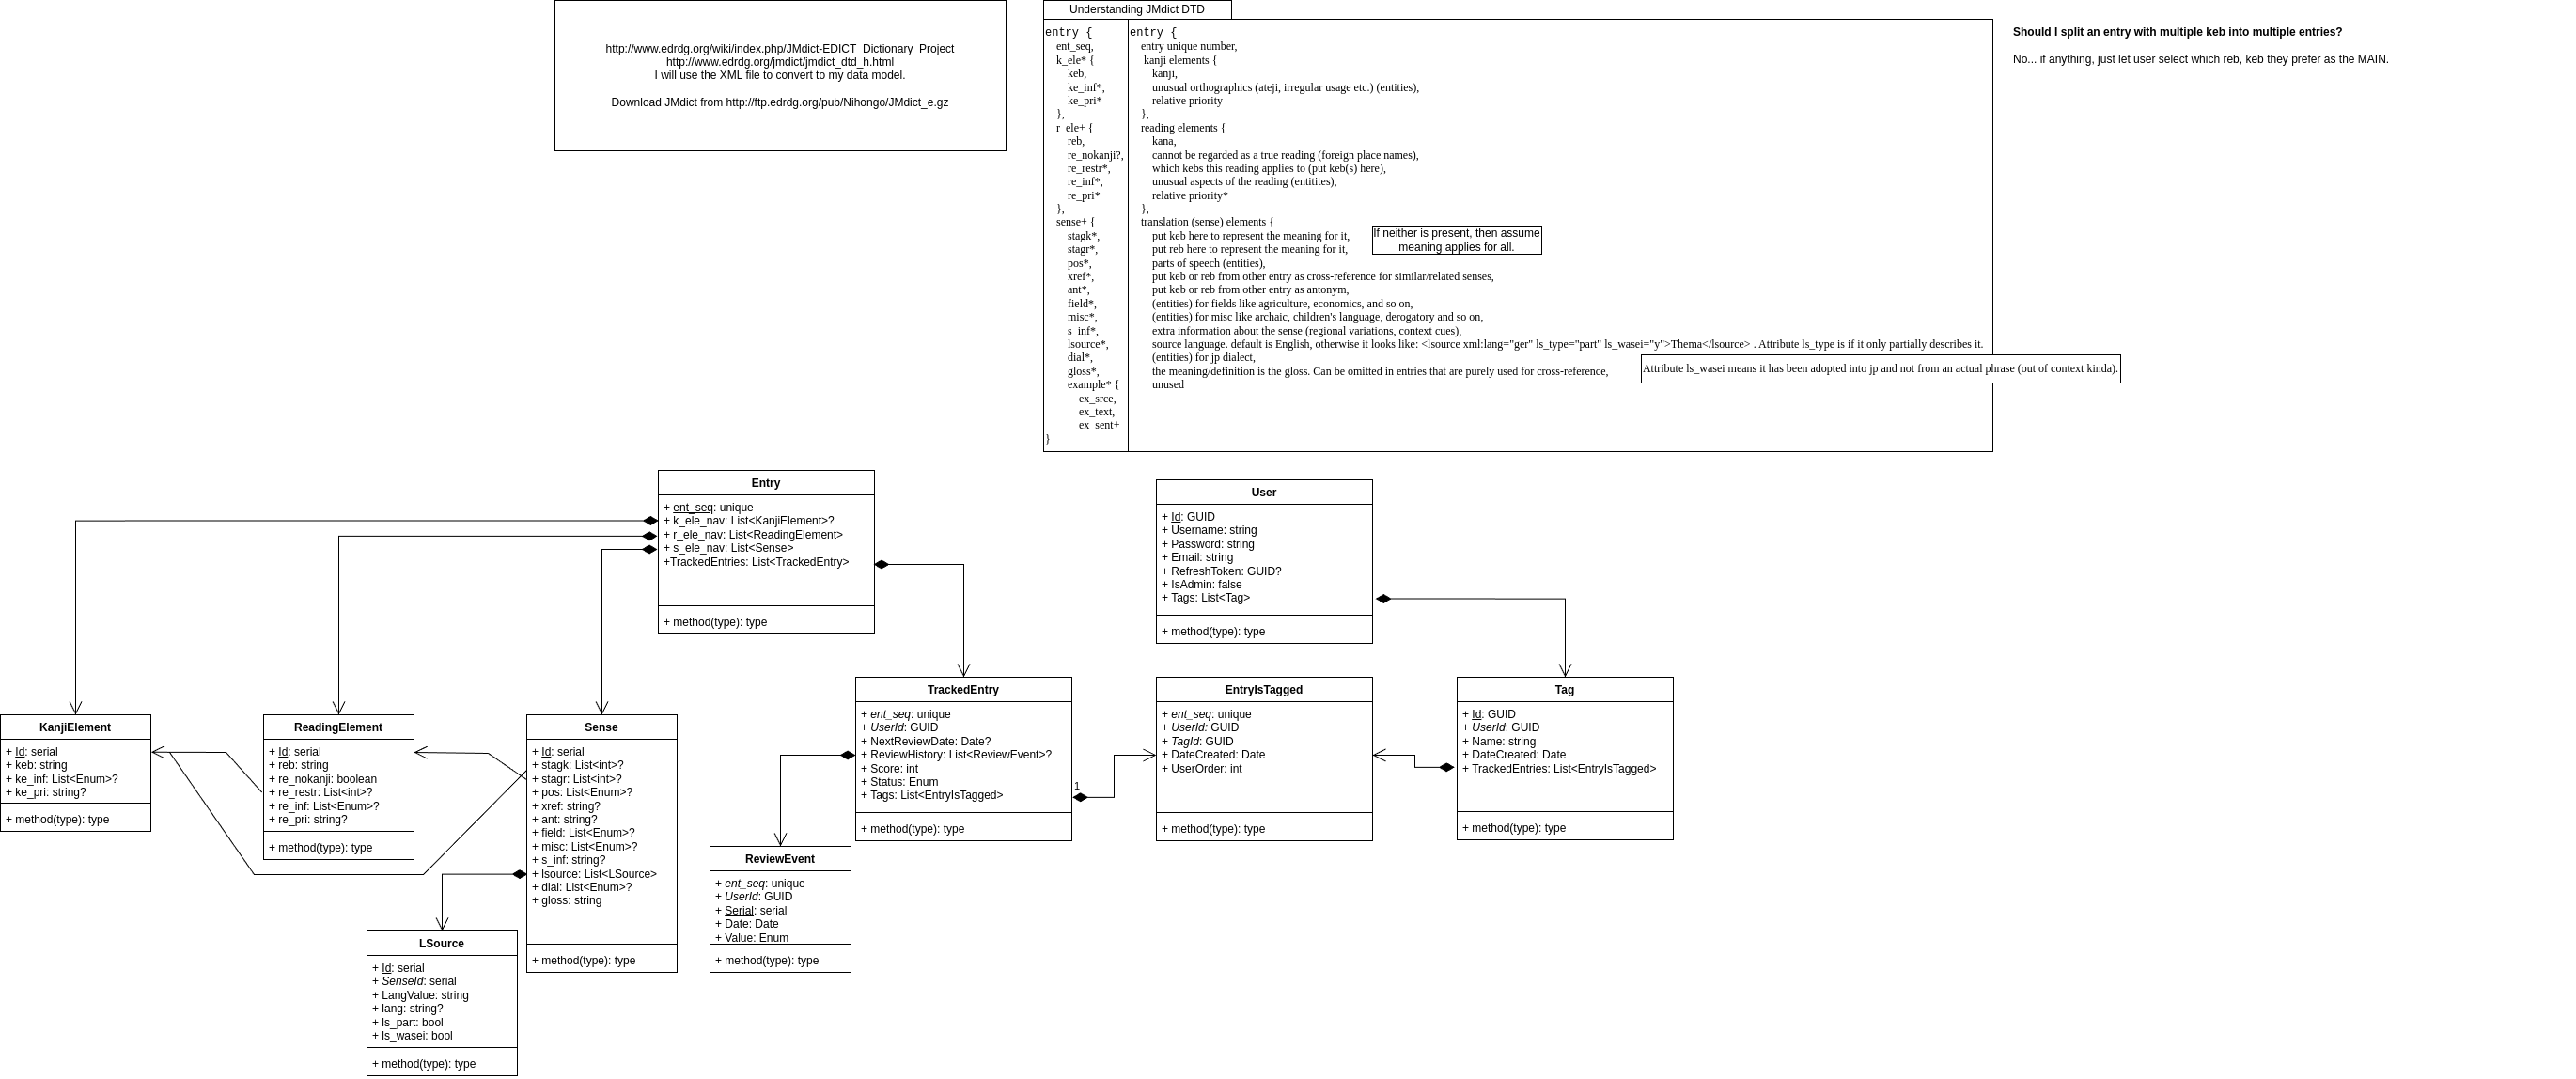 http://www.edrdg.org/wiki/index.php/JMdict-EDICT_Dictionary_Project
http://www.edrdg.org/jmdict/jmdict_dtd_h.html
I will use the XML file to convert to my data model.
Download JMdict from http://ftp.edrdg.org/pub/Nihongo/JMdict_e.gz
Understanding JMdict DTD
entry {
ent_seq,
k_ele* {
keb,
ke_inf*,
ke_pri*
},
r_ele+ {
reb,
re_nokanji?,
re_restr*,
re_inf*,
re_pri*
},
sense+ {
stagk*,
stagr*,
pos*,
xref*,
ant*,
field*,
misc*,
s_inf*,
lsource*,
dial*,
gloss*,
example* {
ex_srce,
ex_text,
ex_sent+
}
entry {
entry unique number,
kanji elements {
kanji,
unusual orthographics (ateji, irregular usage etc.) (entities),
relative priority
},
reading elements {
kana,
cannot be regarded as a true reading (foreign place names),
which kebs this reading applies to (put keb(s) here),
unusual aspects of the reading (entitites),
relative priority*
},
translation (sense) elements {
put keb here to represent the meaning for it,
put reb here to represent the meaning for it,
parts of speech (entities),
put keb or reb from other entry as cross-reference for similar/related senses,
put keb or reb from other entry as antonym,
(entities) for fields like agriculture, economics, and so on,
(entities) for misc like archaic, children's language, derogatory and so on,
extra information about the sense (regional variations, context cues),
source language. default is English, otherwise it looks like: <lsource xml:lang="ger" ls_type="part" ls_wasei="y">Thema</lsource> . Attribute ls_type is if it only partially describes it.
(entities) for jp dialect,
the meaning/definition is the gloss. Can be omitted in entries that are purely used for cross-reference,
unused
If neither is present, then assume
meaning applies for all.
Attribute ls_wasei means it has been adopted into jp and not from an actual phrase (out of context kinda).
Should I split an entry with multiple keb into multiple entries?
No... if anything, just let user select which reb, keb they prefer as the MAIN.
Entry
+ ent_seq: unique
+ k_ele_nav: List<KanjiElement>?
+ r_ele_nav: List<ReadingElement>
+ s_ele_nav: List<Sense>
+TrackedEntries: List<TrackedEntry>
+ method(type): type
User
+ Id: GUID
+ Username: string
+ Password: string
+ Email: string
+ RefreshToken: GUID?
+ IsAdmin: false
+ Tags: List<Tag>
+ method(type): type
KanjiElement
+ Id: serial
+ keb: string
+ ke_inf: List<Enum>?
+ ke_pri: string?
+ method(type): type
ReadingElement
+ Id: serial
+ reb: string
+ re_nokanji: boolean
+ re_restr: List<int>?
+ re_inf: List<Enum>?
+ re_pri: string?
+ method(type): type
Sense
+ Id: serial
+ stagk: List<int>?
+ stagr: List<int>?
+ pos: List<Enum>?
+ xref: string?
+ ant: string?
+ field: List<Enum>?
+ misc: List<Enum>?
+ s_inf: string?
+ lsource: List<LSource>
+ dial: List<Enum>?
+ gloss: string
+ method(type): type
TrackedEntry
+ ent_seq: unique
+ UserId: GUID
+ NextReviewDate: Date?
+ ReviewHistory: List<ReviewEvent>?
+ Score: int
+ Status: Enum
+ Tags: List<EntryIsTagged>
+ method(type): type
1
EntryIsTagged
+ ent_seq: unique
+ UserId: GUID
+ TagId: GUID
+ DateCreated: Date
+ UserOrder: int
+ method(type): type
Tag
+ Id: GUID
+ UserId: GUID
+ Name: string
+ DateCreated: Date
+ TrackedEntries: List<EntryIsTagged>
+ method(type): type
ReviewEvent
+ ent_seq: unique
+ UserId: GUID
+ Serial: serial
+ Date: Date
+ Value: Enum
+ method(type): type
LSource
+ Id: serial
+ SenseId: serial
+ LangValue: string
+ lang: string?
+ ls_part: bool
+ ls_wasei: bool
+ method(type): type